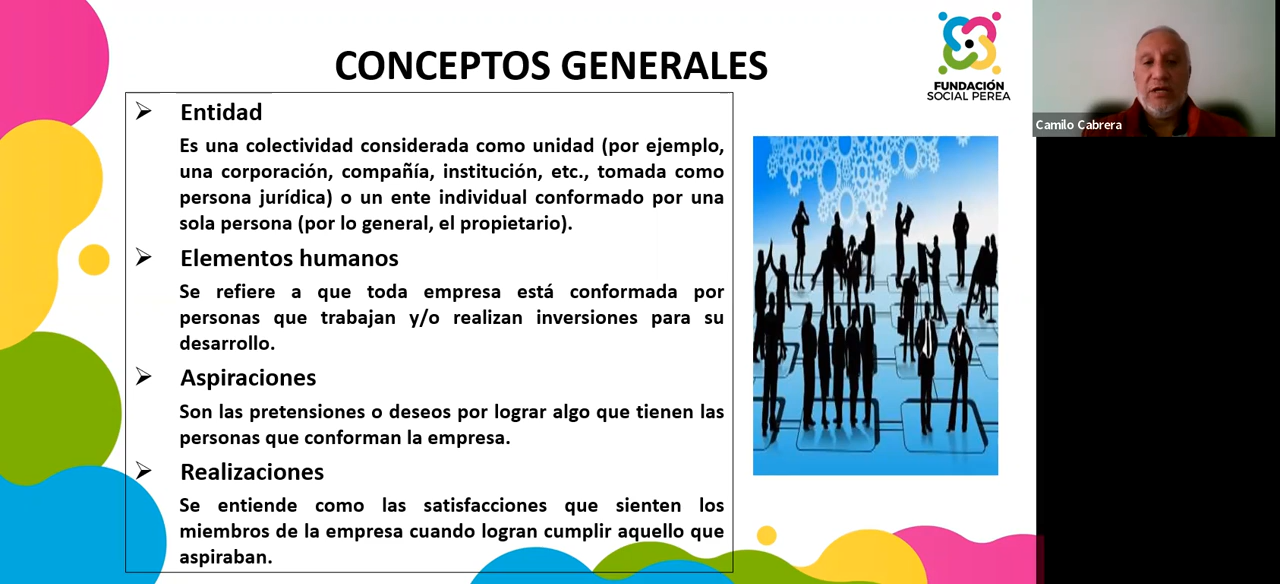 CONCEPTOS GENERALES
FUNDACIÓN
SOCIAL PEREA
Camilo Cabrera
Entidad
Es una colectividad considerada como unidad (por ejemplo,
una corporación, compañía, institución, etc., tomada como
persona jurídica) o un ente individual conformado por una
sola persona (por lo general, el propietario).
Elementos humanos
Se refiere a que toda empresa está conformada por
personas que trabajan y/o realizan inversiones para su
desarrollo.
Aspiraciones
Son las pretensiones o deseos por lograr algo que tienen las
personas que conforman la empresa.
Realizaciones
Se entiende como las satisfacciones que sienten los
miembros de la empresa cuando logran cumplir aquello que
aspiraban.